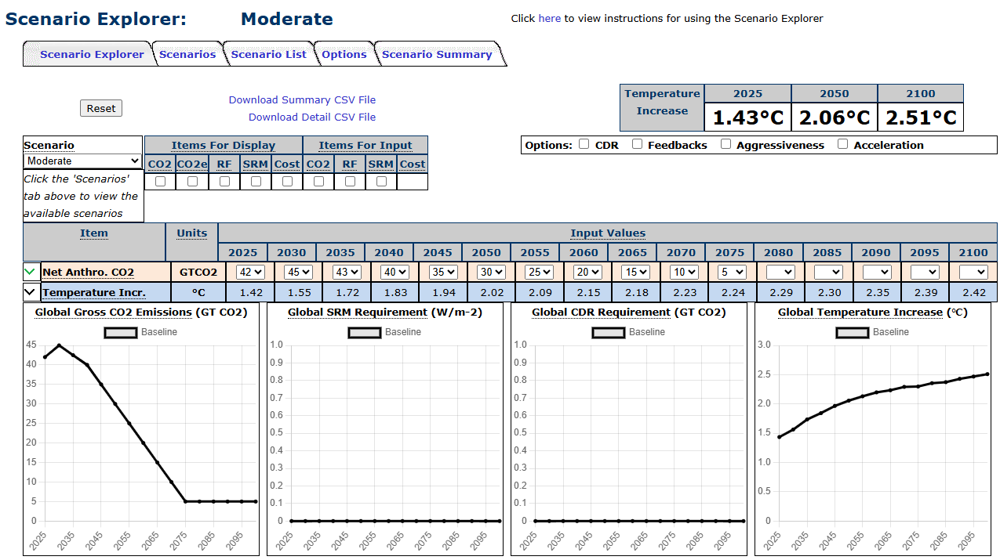 Scenario Explorer: Moderate
Click here to view instructions for using the Scenario Explorer
Scenario Explorer Scenarios Scenario List Options Scenario Summary
Reset
Download Summary CSV File
Download Detail CSV File
Temperature Increase 2025 2050 2100
1.43°C 2.06°C 2.51°C
Options: CDR Feedbacks Aggressiveness Acceleration
Scenario
Moderate
Click the 'Scenarios'
tab above to view the
available scenarios
Items For Display Items For Input
CO2 CO2e RF SRM Cost CO2 RF SRM Cost
Item Units Input Values
2025 2030 2035 2040 2045 2050 2055 2060 2065 2070 2075 2080 2085 2090 2095 2100
Net Anthro. CO2 GTCO2 42 45 43 40 35 30 25 20 15 10 5
Temperature Incr. °C 1.42 1.55 1.72 1.83 1.94 2.02 2.09 2.15 2.18 2.23 2.24 2.29 2.30 2.35 2.39 2.42
Global Gross CO2 Emissions (GT CO2)
Baseline
45
40
35
30
25
20
15
10
5
0
2025 2035 2045 2055 2065 2075 2085 2095
Global SRM Requirement (W/m-2)
Baseline
1.0
0.9
0.8
0.7
0.6
0.5
0.4
0.3
0.2
0.1
0
2025 2035 2045 2055 2065 2075 2085 2095
Global CDR Requirement (GT CO2)
Baseline
1.0
0.9
0.8
0.7
0.6
0.5
0.4
0.3
0.2
0.1
0
2025 2035 2045 2055 2065 2075 2085 2095
Global Temperature Increase (℃)
Baseline
3.0
2.5
2.0
1.5
1.0
0.5
0
2025 2035 2045 2055 2065 2075 2085 2095